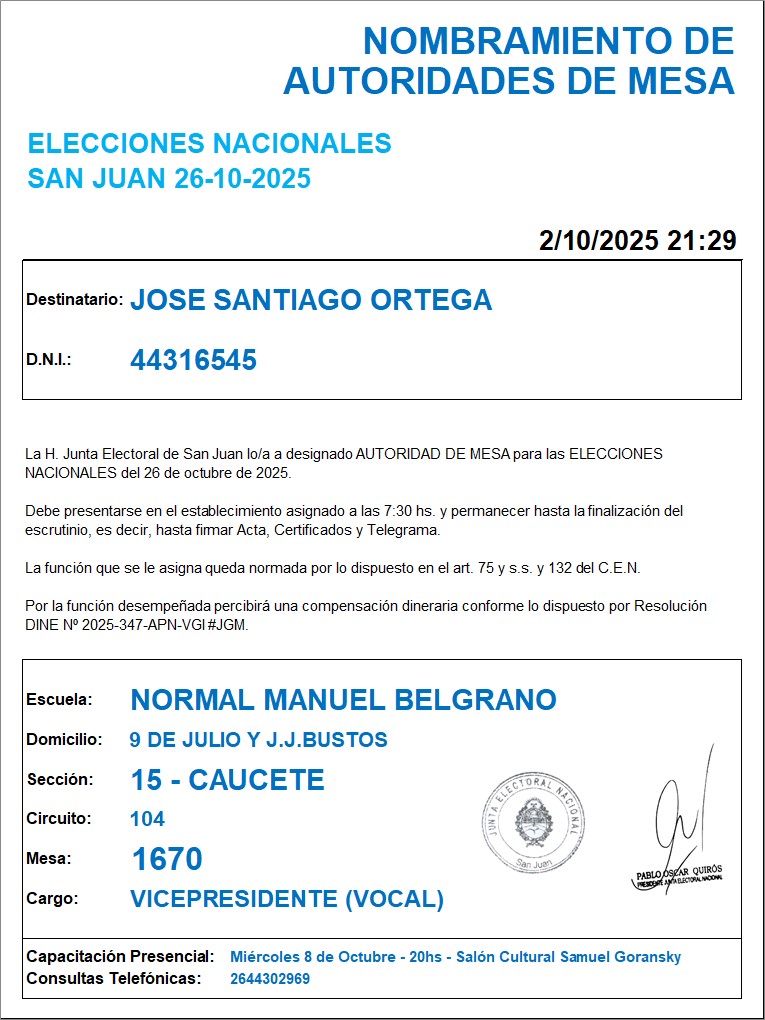 NOMBRAMIENTO DE
AUTORIDADES DE MESA
ELECCIONES NACIONALES
SAN JUAN 26-10-2025
2/10/2025 21:29
Destinatario: JOSE SANTIAGO ORTEGA
D.N.I.: 44316545
La H. Junta Electoral de San Juan lo/a a designado AUTORIDAD DE MESA para las ELECCIONES
NACIONALES del 26 de octubre de 2025.
Debe presentarse en el establecimiento asignado a las 7:30 hs. y permanecer hasta la finalización del
escrutinio, es decir, hasta firmar Acta, Certificados y Telegrama.
La función que se le asigna queda normada por lo dispuesto en el art. 75 y s.s. y 132 del C.E.N.
Por la función desempeñada percibirá una compensación dineraria conforme lo dispuesto por Resolución
DINE Nº 2025-347-APN-VGI#JGM.
Escuela: NORMAL MANUEL BELGRANO
Domicilio: 9 DE JULIO Y J.J.BUSTOS
Sección: 15 - CAUCETE
Circuito: 104
Mesa: 1670
Cargo: VICEPRESIDENTE (VOCAL)
JUNTA ELECTORAL NACIONAL
San Juan
PABLO OSCAR QUIRÓS
PRESIDENTE JUNTA ELECTORAL NACIONAL
Capacitación Presencial: Miércoles 8 de Octubre - 20hs - Salón Cultural Samuel Goransky
Consultas Telefónicas: 2644302969